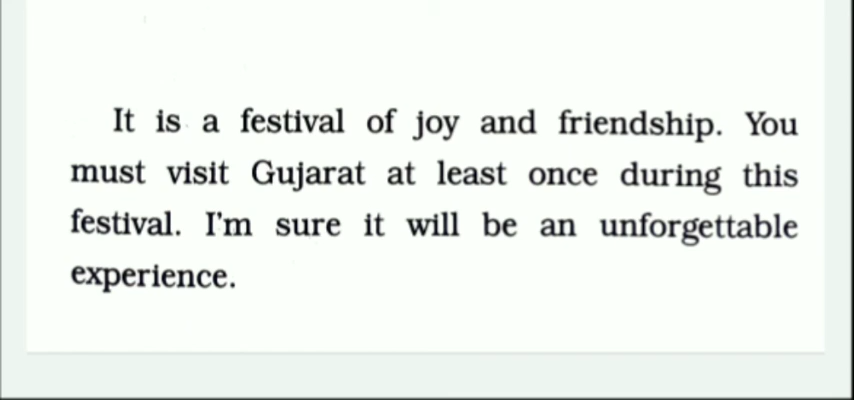 It is a festival of joy and friendship. You
must visit Gujarat at least once during this
festival. I'm sure it will be an unforgettable
experience.